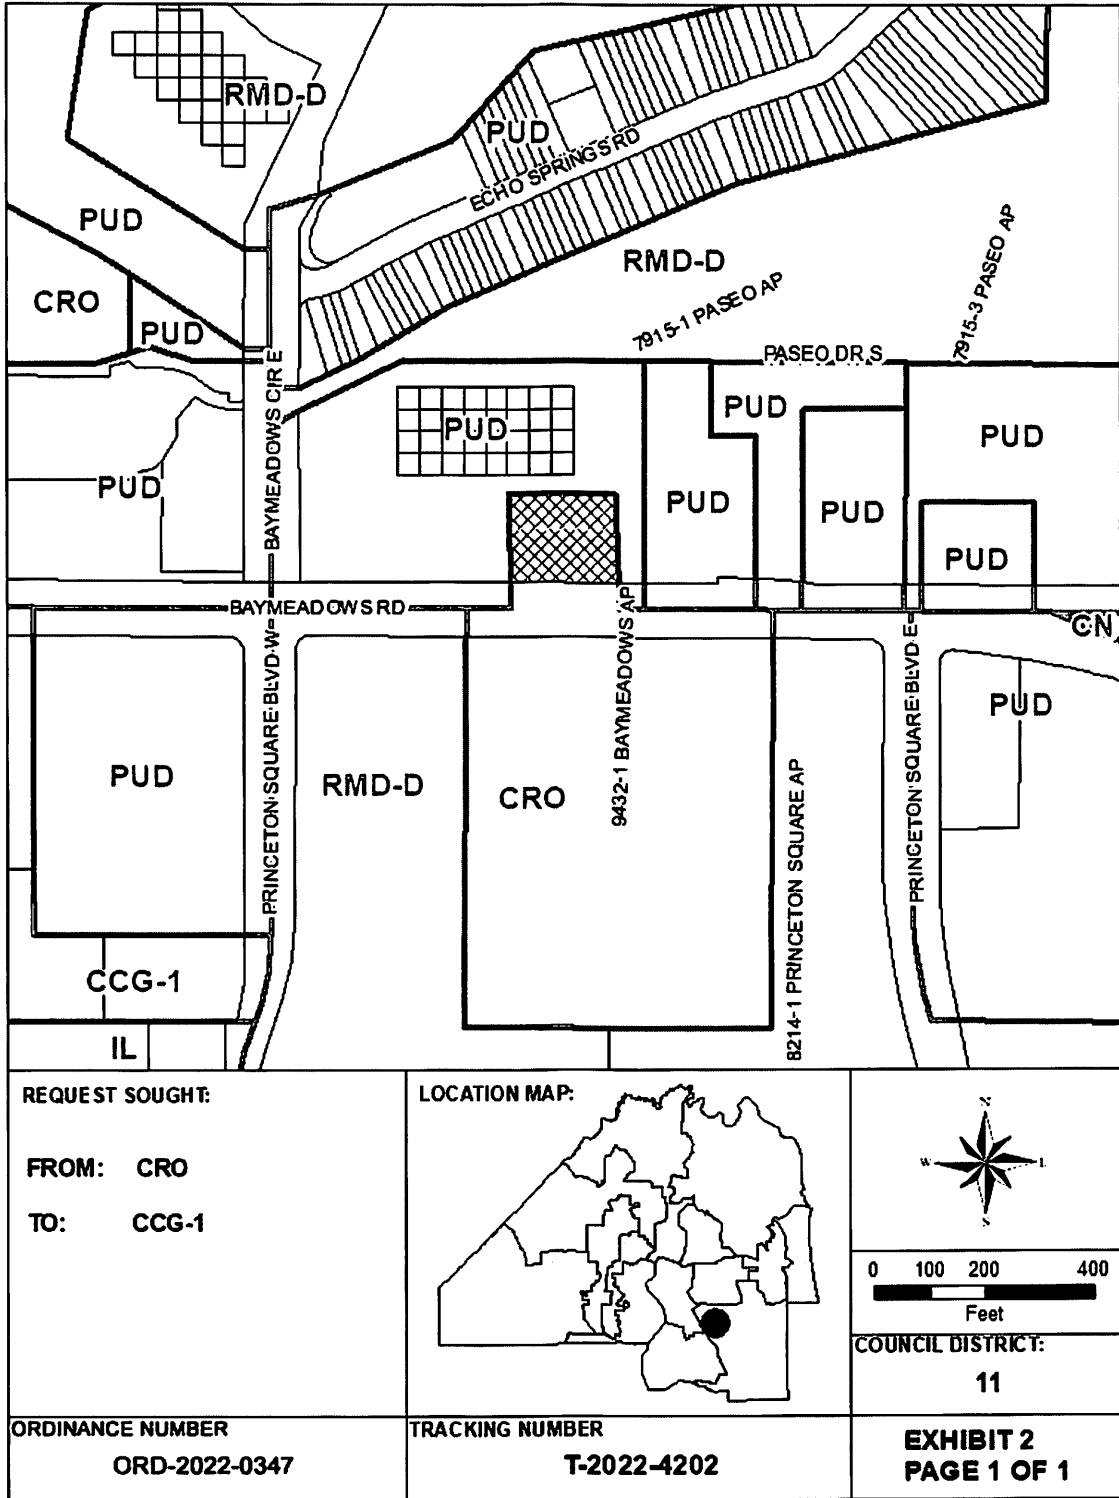 RMD-D
PUD
ECHO SPRINGS RD
PUD
RMD-D
CRO
PUD
7915-1 PASEO AP
7915-3 PASEO AP
PASEO DR S
BAYMEADOWS CIR E
PUD
PUD
PUD
PUD
PUD
PUD
PUD
PUD
BAYMEADOWS RD
9432-1 BAYMEADOWS AP
CN
PRINCETON SQUARE BLVD W
PRINCETON SQUARE BLVD E
PUD
PUD
RMD-D
CRO
8214-1 PRINCETON SQUARE AP
CCG-1
IL
REQUEST SOUGHT:
FROM: CRO
TO: CCG-1
LOCATION MAP:
N
W
S
0 100 200 400
Feet
COUNCIL DISTRICT:
11
ORDINANCE NUMBER
ORD-2022-0347
TRACKING NUMBER
T-2022-4202
EXHIBIT 2
PAGE 1 OF 1